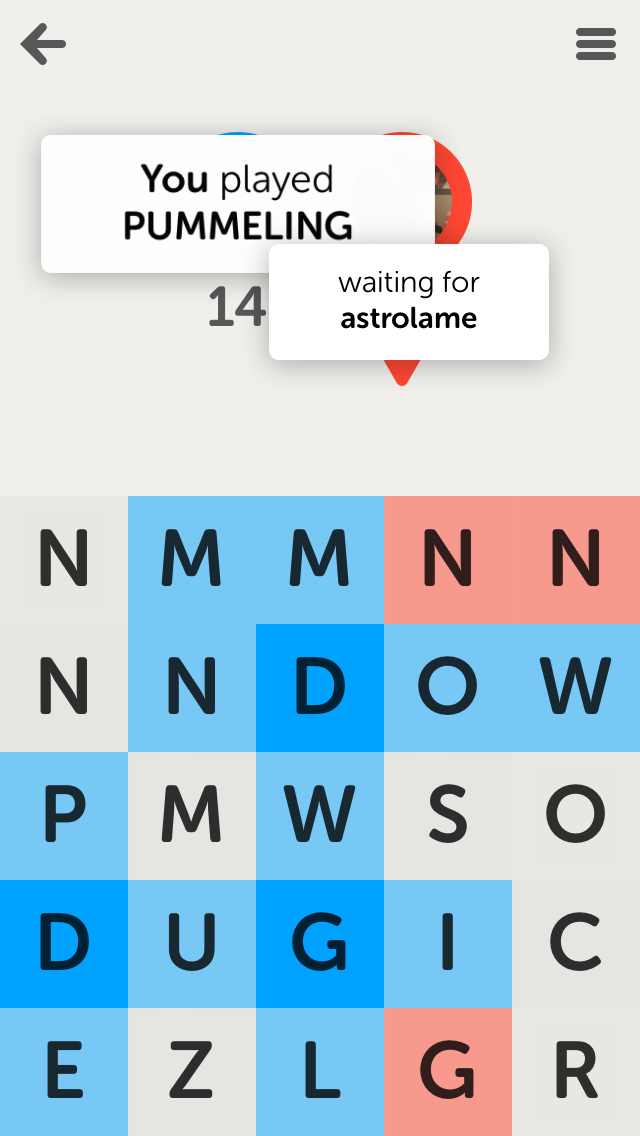 You played
PUMMELING
14
waiting for
astrolame
N M M N N
N N D O W
P M W S O
D U G I C
E Z L G R